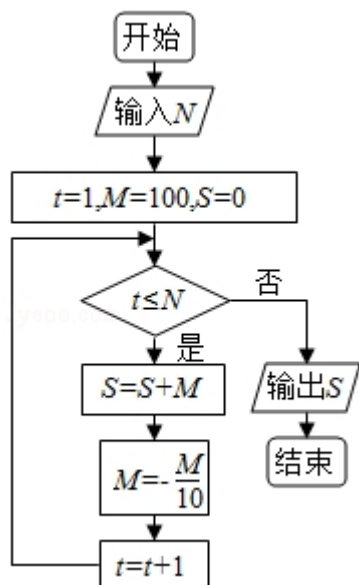 开始
输入N
t=1,M=100,S=0
t≤N
否
是
S=S+M
输出S
M=-M/10
结束
t=t+1